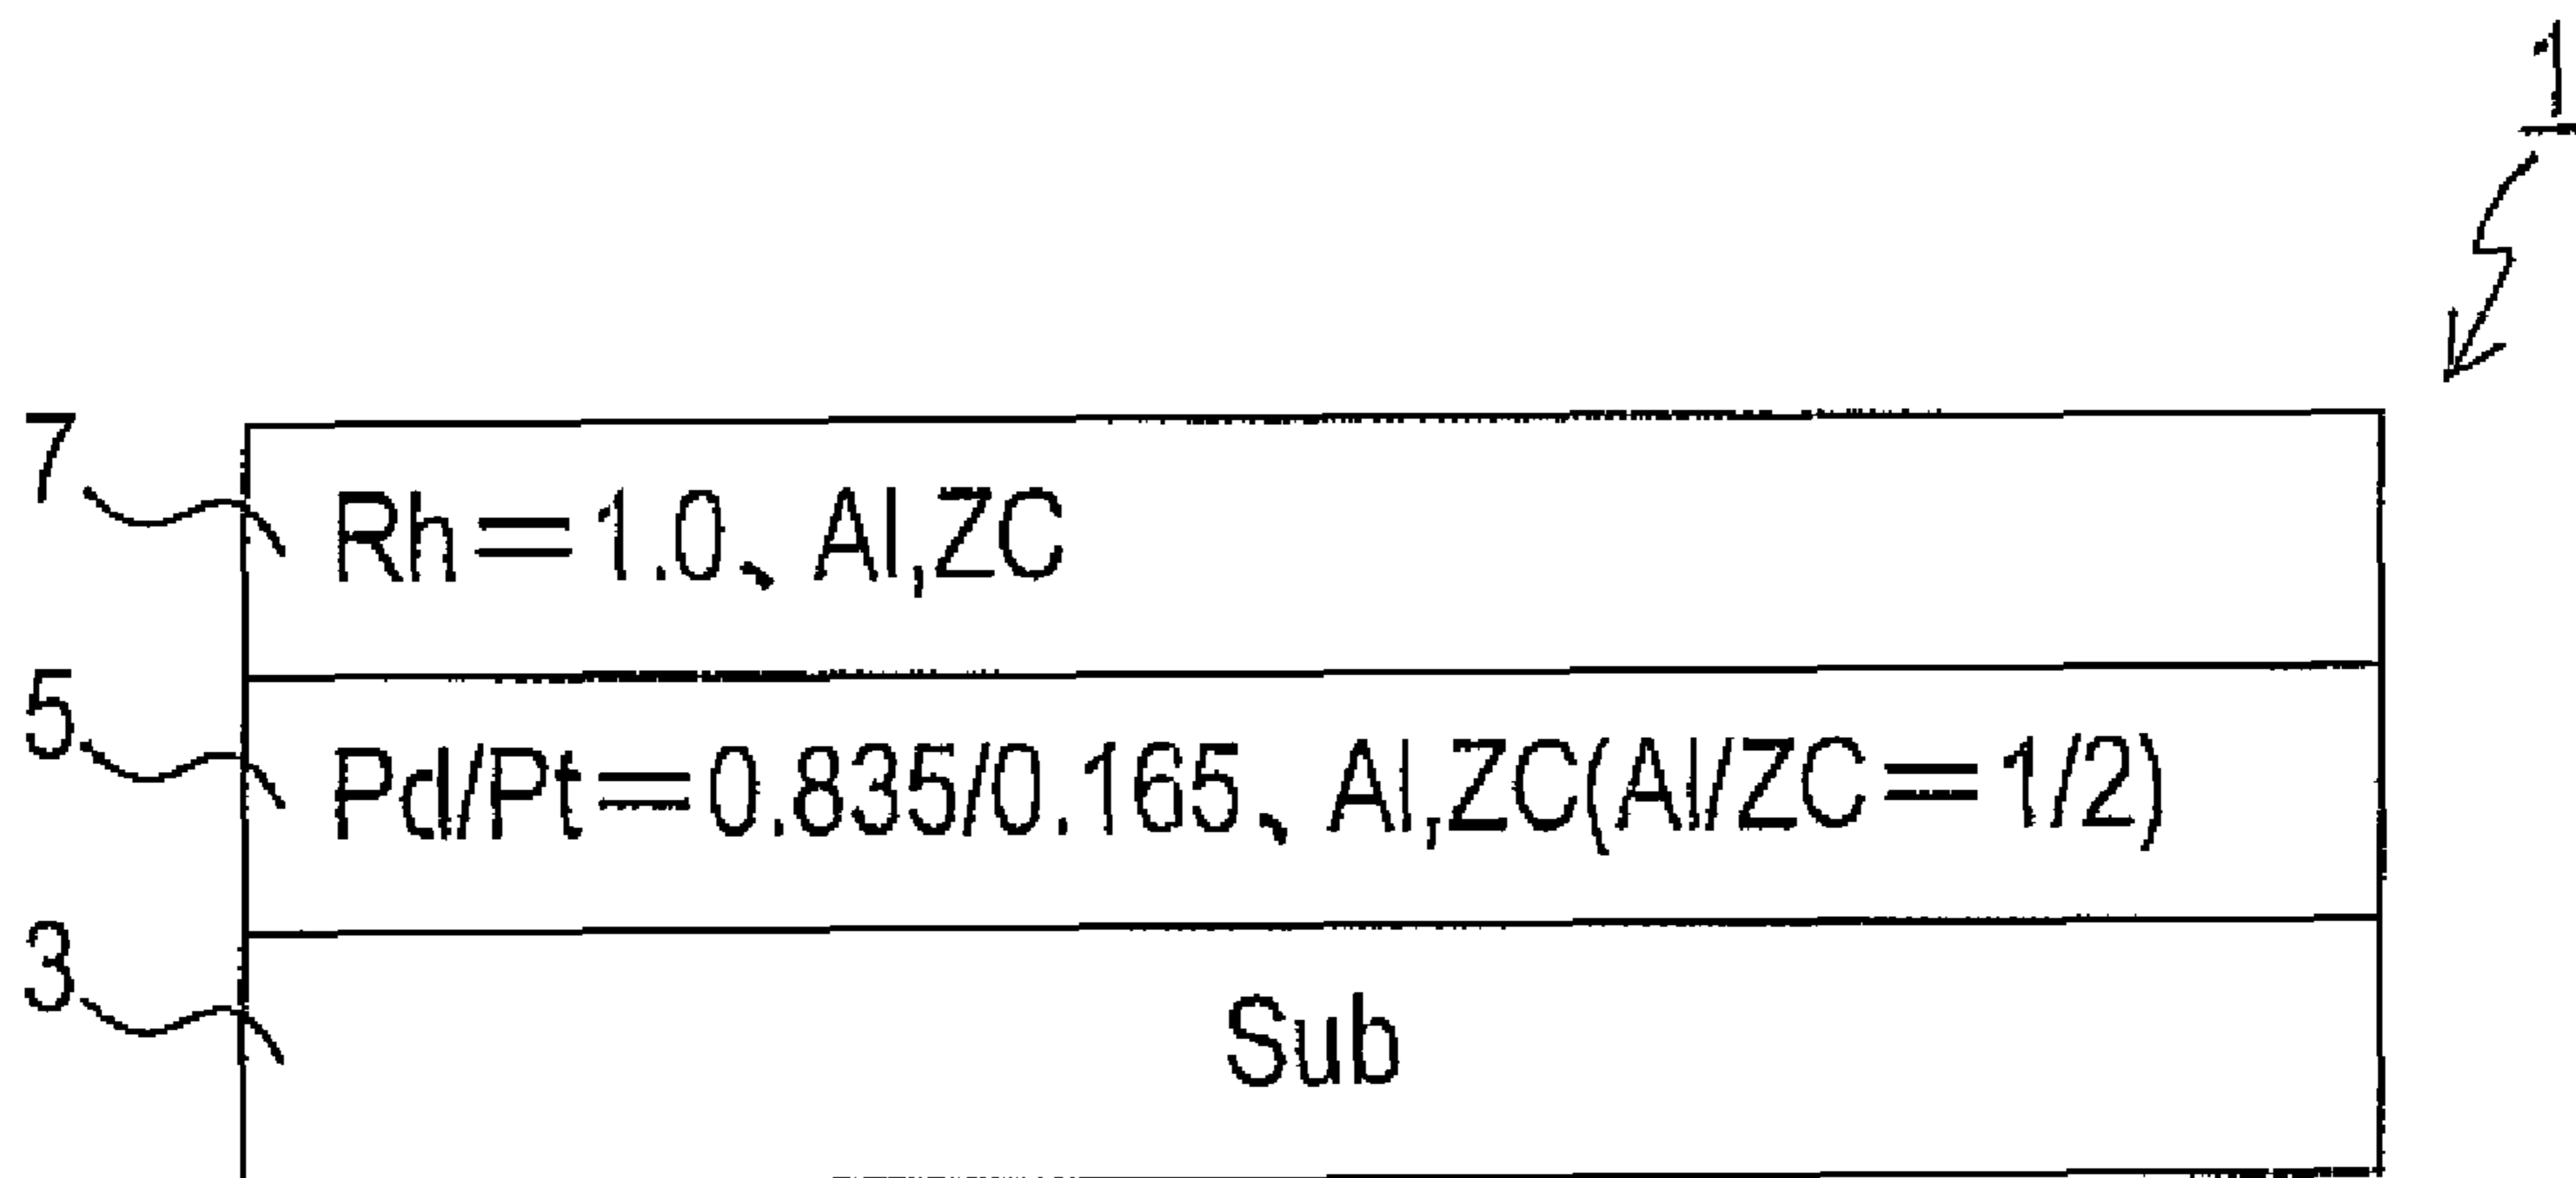 1
7
Rh＝1.0、Al,ZC
5
Pd/Pt＝0.835/0.165、Al,ZC(Al/ZC＝1/2)
3
Sub